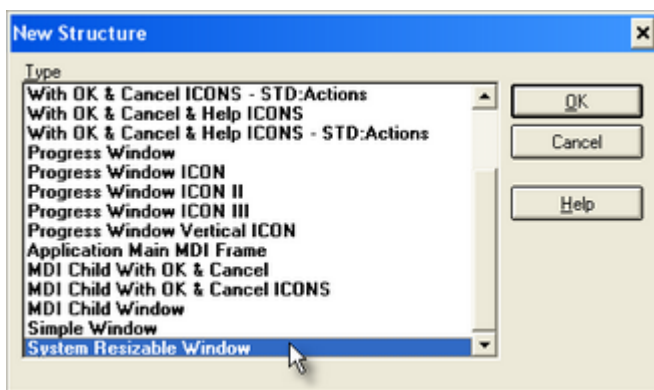 New Structure
Type
With OK & Cancel ICONS - STD:Actions
With OK & Cancel & Help ICONS
With OK & Cancel & Help ICONS - STD:Actions
Progress Window
Progress Window ICON
Progress Window ICON II
Progress Window ICON III
Progress Window Vertical ICON
Application Main MDI Frame
MDI Child With OK & Cancel
MDI Child With OK & Cancel ICONS
MDI Child Window
Simple Window
System Resizable Window
OK
Cancel
Help